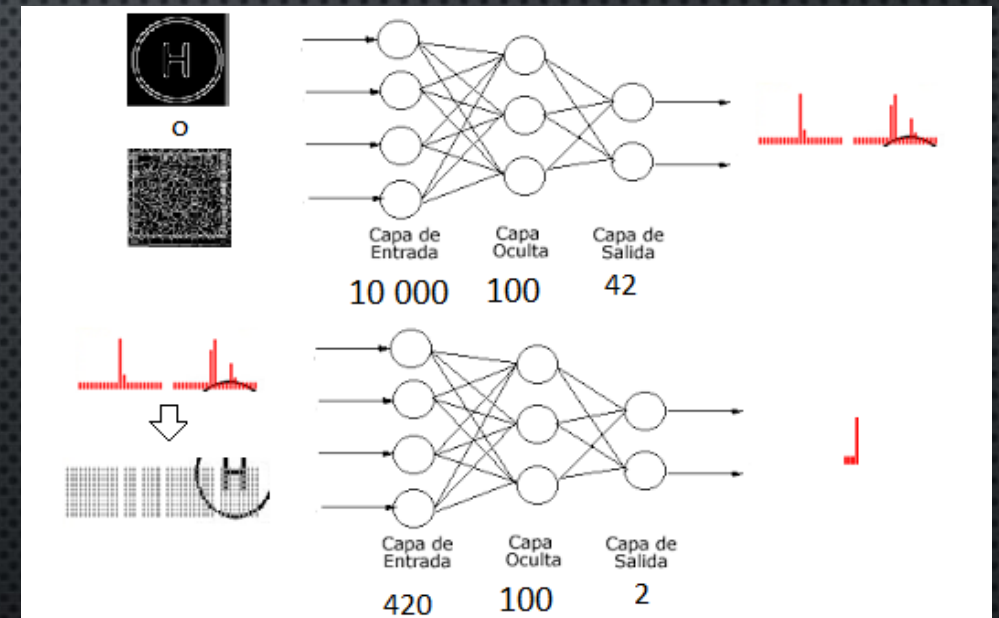 H
o
Capa de Entrada
Capa Oculta
Capa de Salida
10 000
100
42
H
Capa de Entrada
Capa Oculta
Capa de Salida
420
100
2